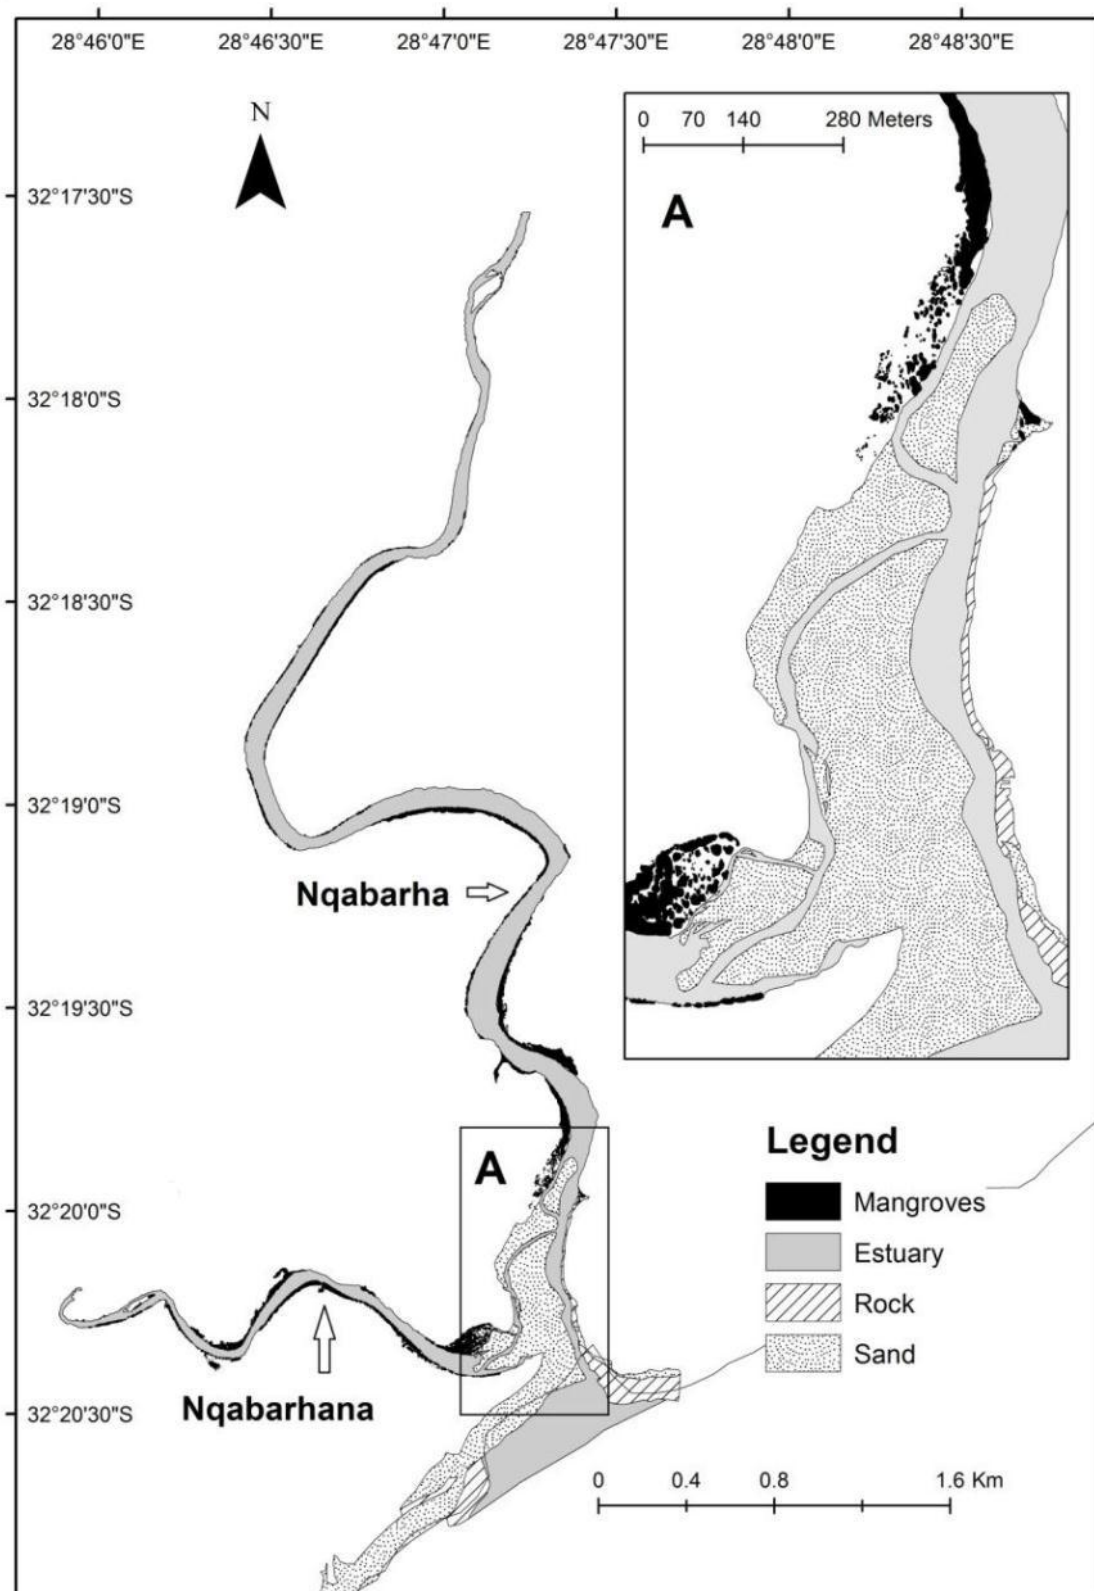 28°46'0"E 28°46'30"E 28°47'0"E 28°47'30"E 28°48'0"E 28°48'30"E
N
0 70 140 280 Meters
A
32°17'30"S
32°18'0"S
32°18'30"S
32°19'0"S
Nqabarha
32°19'30"S
A
Legend
Mangroves
32°20'0"S
Estuary
Rock
Sand
Nqabarhana
32°20'30"S
0 0.4 0.8 1.6 Km